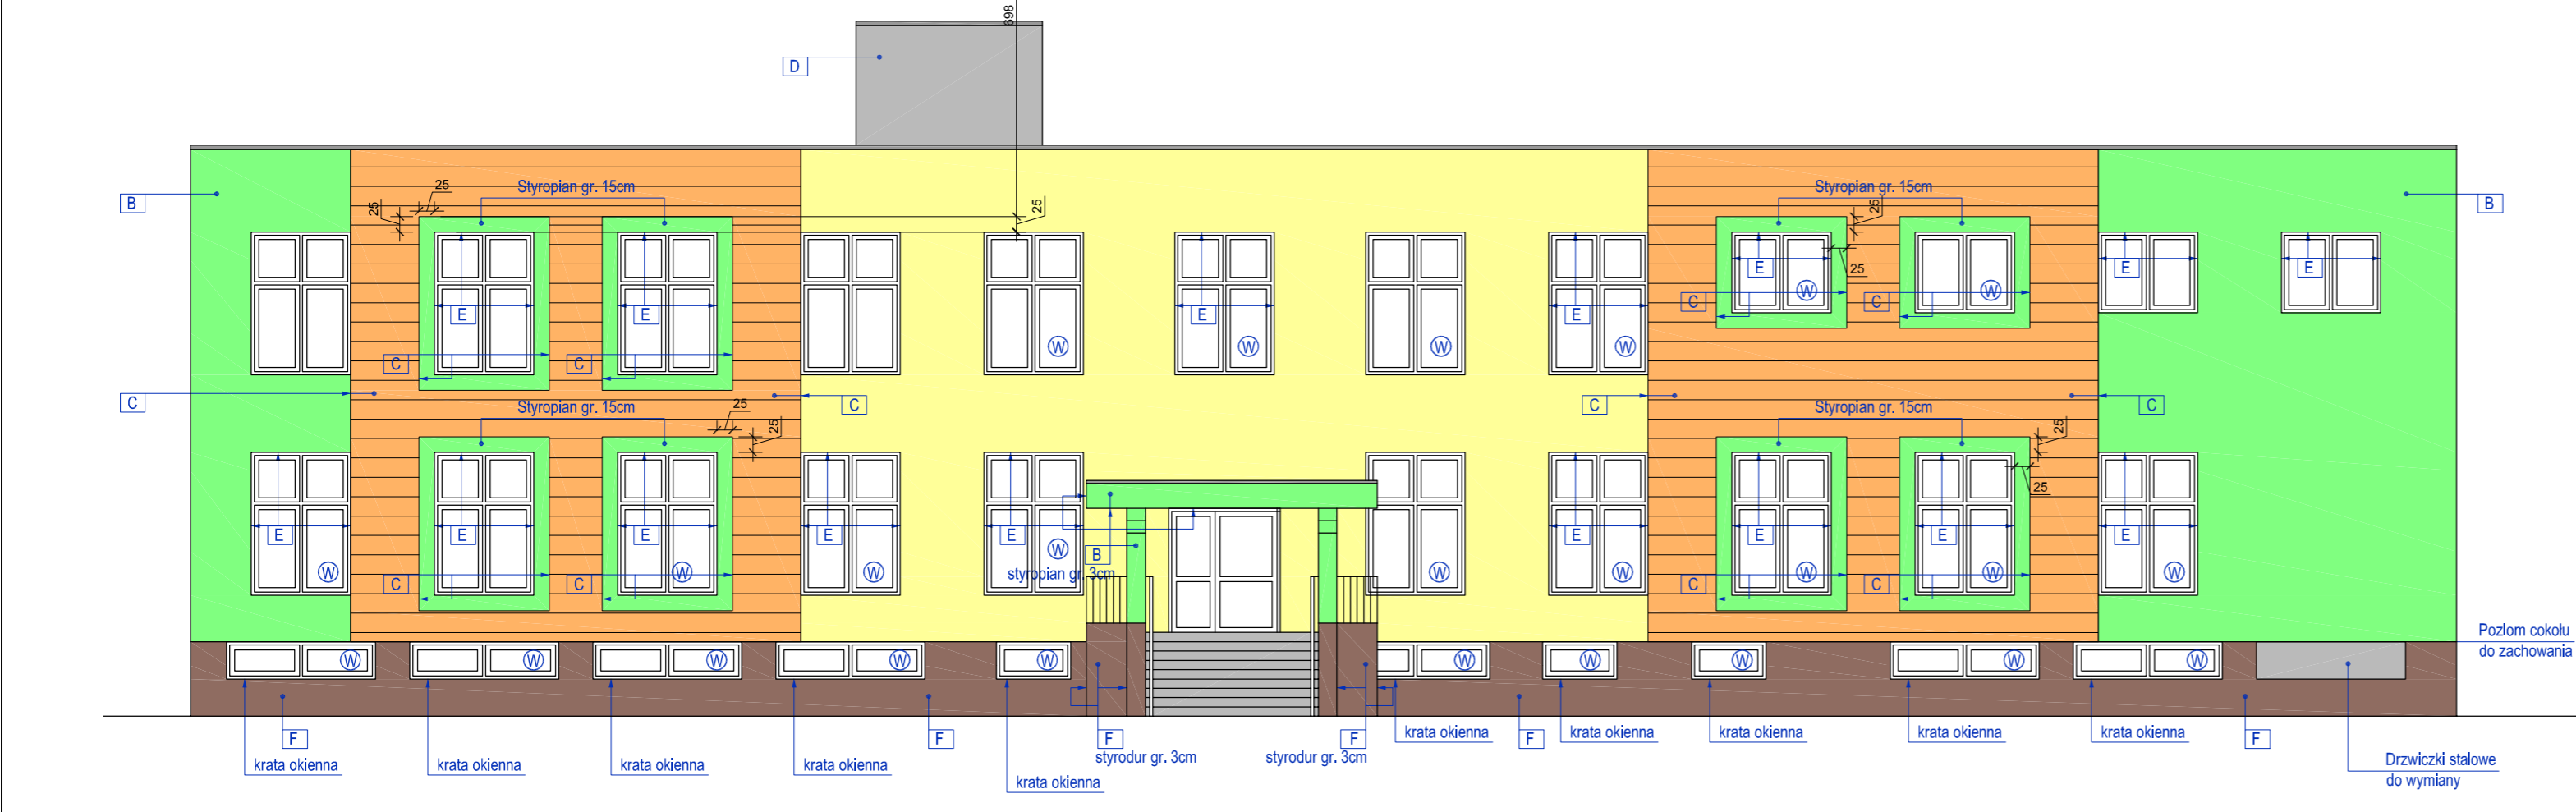 698
D
B
25
25
Styropian gr. 15cm
25
Styropian gr. 15cm
25
B
E
E
W
E
W
E
E
W
W
25
W
E
E
C
C
W
W
C
C
C
Styropian gr. 15cm
25
25
C
C
Styropian gr. 15cm
25
C
25
E
E
E
E
E
W
B
styropian gr. 3cm
E
E
E
E
W
W
W
W
W
W
W
W
C
C
C
C
W
W
W
W
W
W
W
W
W
W
Poziom cokołu
do zachowania
F
F
F
F
F
F
krata okienna
krata okienna
krata okienna
krata okienna
krata okienna
styrodur gr. 3cm
styrodur gr. 3cm
krata okienna
krata okienna
krata okienna
krata okienna
krata okienna
Drzwiczki stalowe
do wymiany